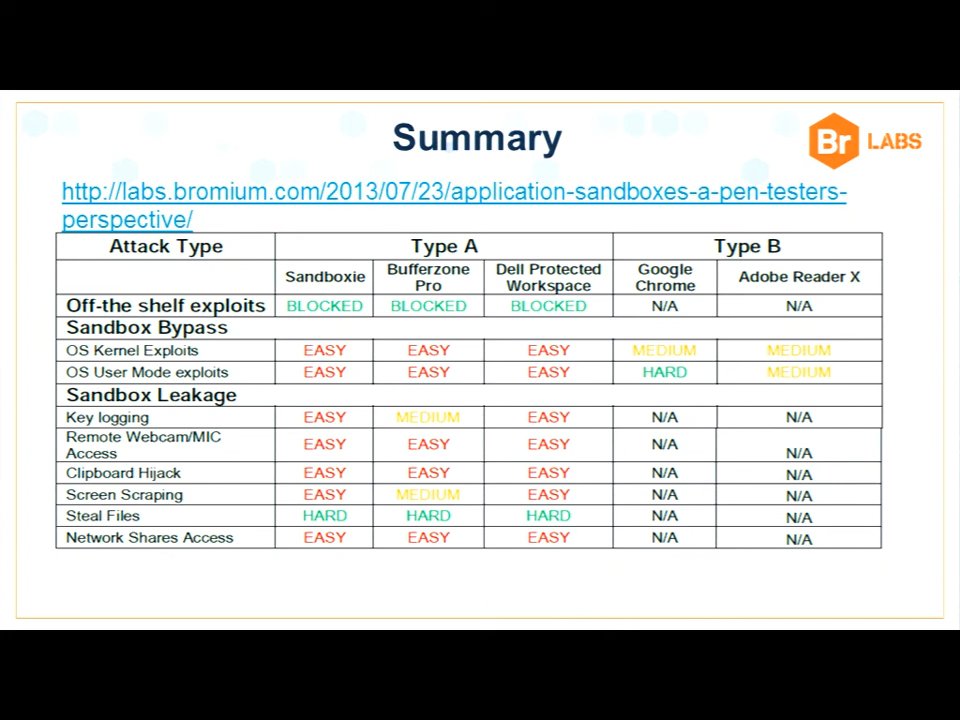 Summary
Br LABS
http://labs.bromium.com/2013/07/23/application-sandboxes-a-pen-testers-
perspective/
Attack Type Type A Type B
Sandboxie Bufferzone Pro Dell Protected Workspace Google Chrome Adobe Reader X
Off-the shelf exploits BLOCKED BLOCKED BLOCKED N/A N/A
Sandbox Bypass
OS Kernel Exploits EASY EASY EASY MEDIUM MEDIUM
OS User Mode exploits EASY EASY EASY HARD MEDIUM
Sandbox Leakage
Key logging EASY MEDIUM EASY N/A N/A
Remote Webcam/MIC Access EASY EASY EASY N/A N/A
Clipboard Hijack EASY EASY EASY N/A N/A
Screen Scraping EASY MEDIUM EASY N/A N/A
Steal Files HARD HARD HARD N/A N/A
Network Shares Access EASY EASY EASY N/A N/A